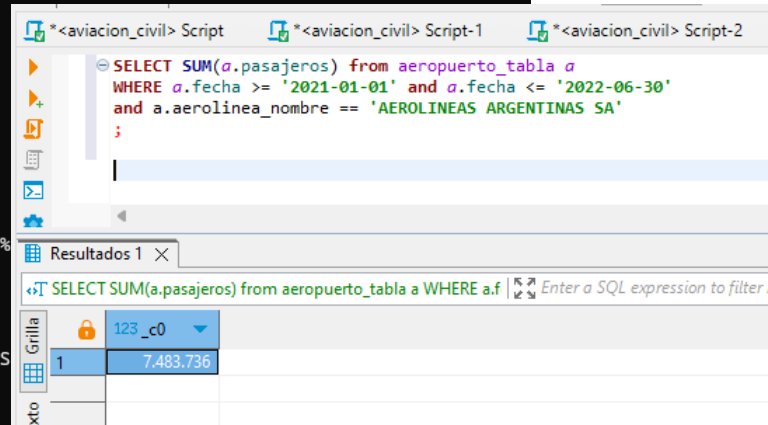 *<aviacion_civil> Script *<aviacion_civil> Script-1 *<aviacion_civil> Script-2
SELECT SUM(a.pasajeros) from aeropuerto_tabla a
WHERE a.fecha >= '2021-01-01' and a.fecha <= '2022-06-30'
and a.aerolinea_nombre == 'AEROLINEAS ARGENTINAS SA'
;
%
Resultados 1
SELECT SUM(a.pasajeros) from aeropuerto_tabla a WHERE a.f Enter a SQL expression to filter
Grilla
123 _c0
S
1 7.483.736
xto